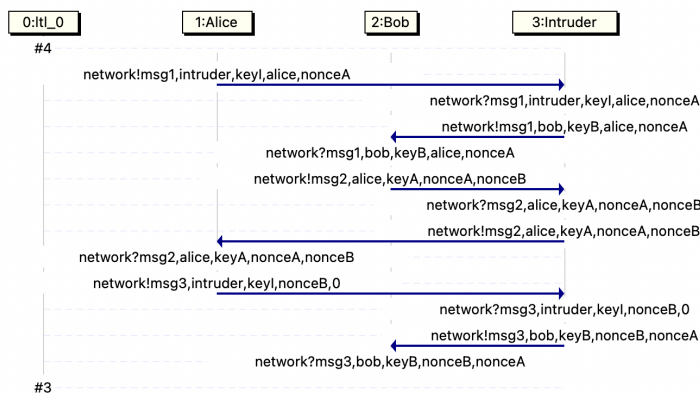 0:ltl_0 1:Alice 2:Bob 3:Intruder
#4
network!msg1,intruder,keyI,alice,nonceA
network?msg1,intruder,keyI,alice,nonceA
network!msg1,bob,keyB,alice,nonceA
network?msg1,bob,keyB,alice,nonceA
network!msg2,alice,keyA,nonceA,nonceB
network?msg2,alice,keyA,nonceA,nonceB
network!msg2,alice,keyA,nonceA,nonceB
network?msg2,alice,keyA,nonceA,nonceB
network!msg3,intruder,keyI,nonceB,0
network?msg3,intruder,keyI,nonceB,0
network!msg3,bob,keyB,nonceB,nonceA
network?msg3,bob,keyB,nonceB,nonceA
#3